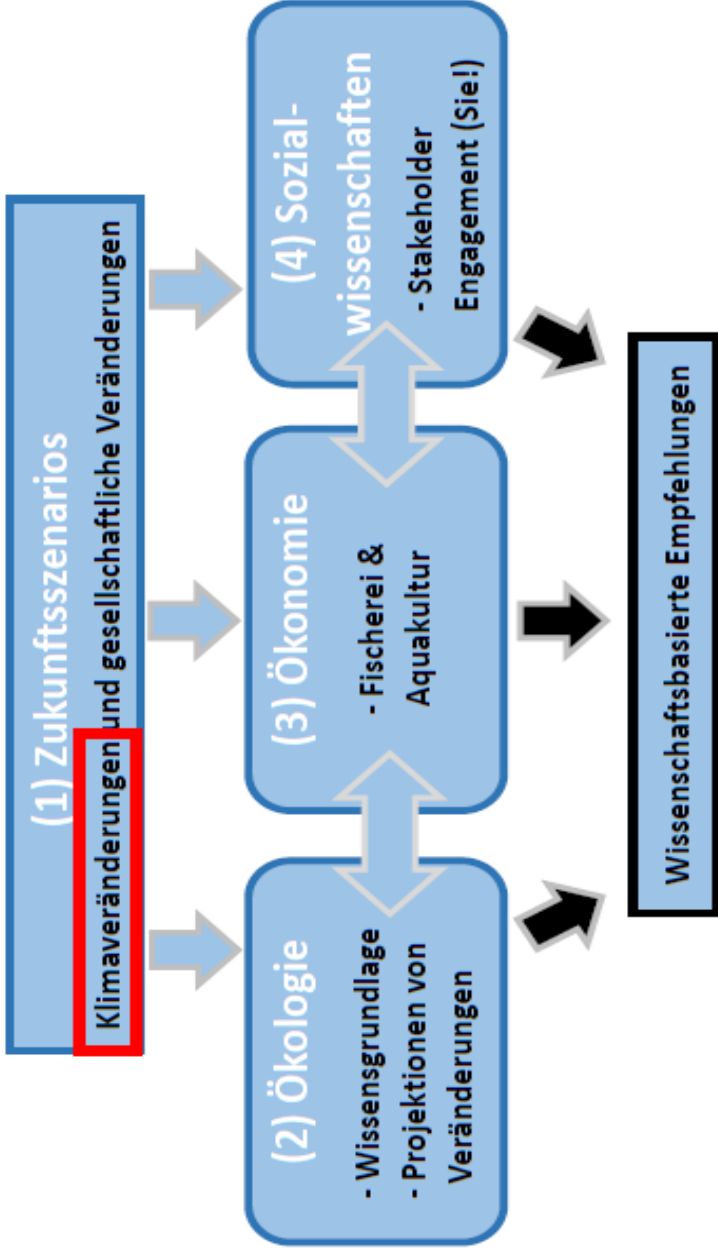 (1) Zukunftsszenarios
Klimaveränderungen und gesellschaftliche Veränderungen
(2) Ökologie
- Wissensgrundlage
- Projektionen von
Veränderungen
(3) Ökonomie
- Fischerei &
Aquakultur
(4) Sozial-
wissenschaften
- Stakeholder
Engagement (Sie!)
Wissenschaftsbasierte Empfehlungen